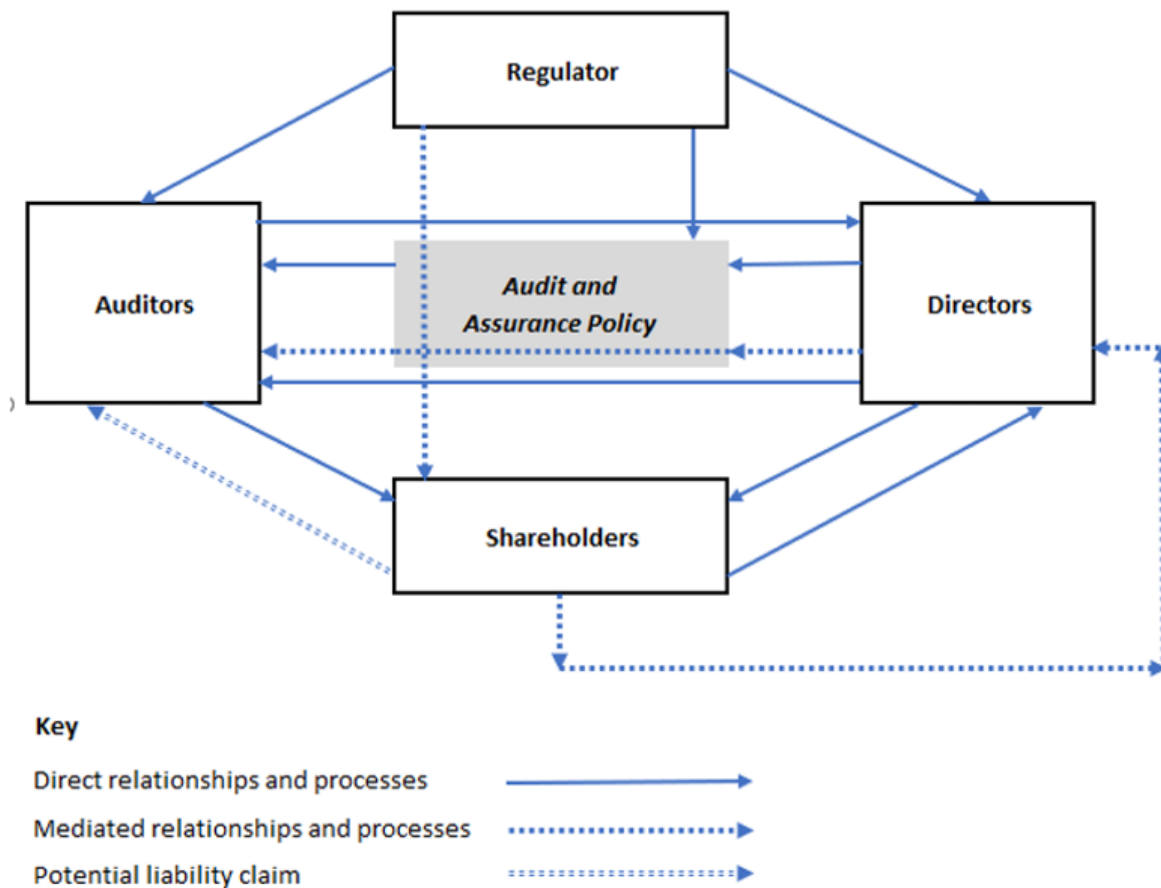 Regulator
Auditors
Audit and
Assurance Policy
Directors
Shareholders
Key
Direct relationships and processes
Mediated relationships and processes
Potential liability claim